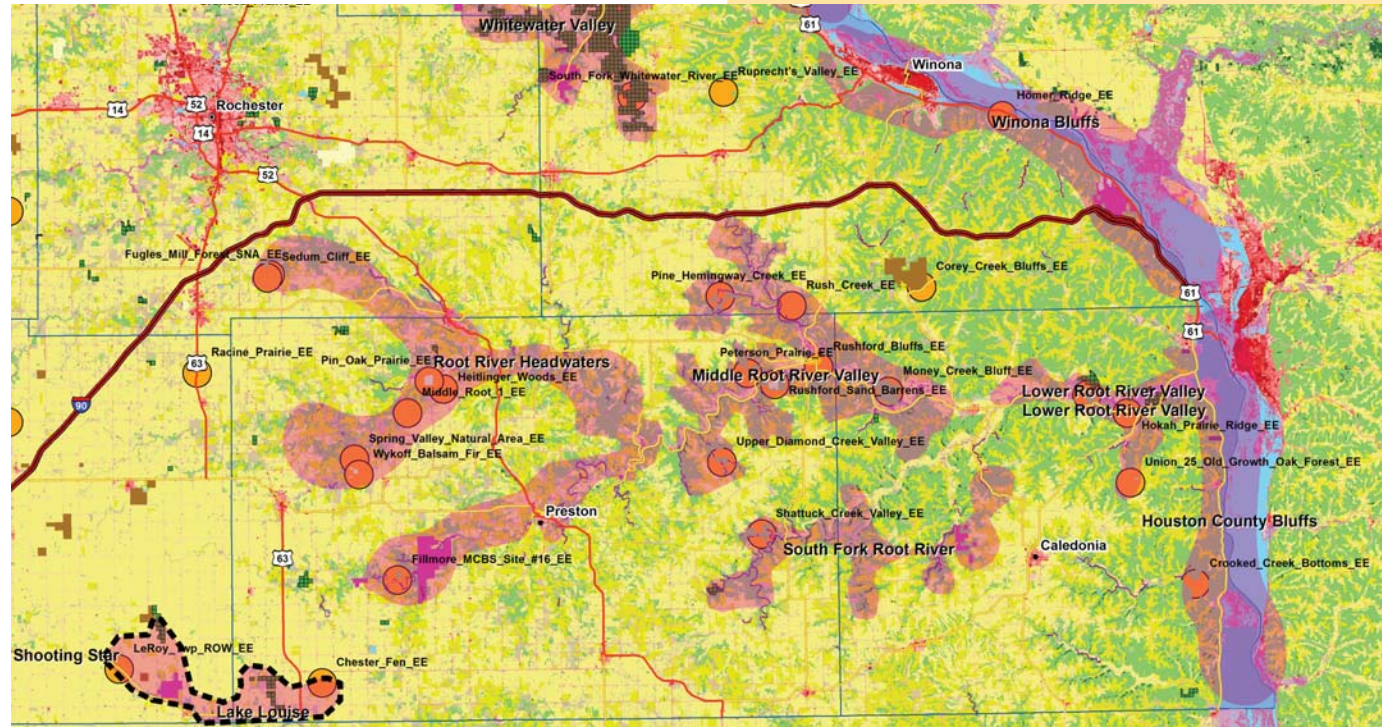 Whitewater Valley
61
Winona
South_Fork_Whitewater_River_EE
Ruprecht's_Valley_EE
52
14
Rochester
14
Homer_Ridge_EE
Winona Bluffs
52
Fugles_Mill_Forest_SNA_EE
Sedum_Cliff_EE
Pine_Hemingway_Creek_EE
Rush_Creek_EE
Corey_Creek_Bluffs_EE
61
61
63
Racine_Prairie_EE
Pin_Oak_Prairie_EE
Root River Headwaters
Heitlinger_Woods_EE
Middle_Root_1_EE
Peterson_Prairie_EE
Rushford_Bluffs_EE
Middle Root River Valley
Money_Creek_Bluff_EE
Rushford_Sand_Barrens_EE
Lower Root River Valley
Lower Root River Valley
Hokah_Prairie_Ridge_EE
90
Spring_Valley_Natural_Area_EE
Wykoff_Balsam_Fir_EE
Upper_Diamond_Creek_Valley_EE
Union_25_Old_Growth_Oak_Forest_EE
Preston
Shattuck_Creek_Valley_EE
South Fork Root River
Houston County Bluffs
Caledonia
63
Fillmore_MCBS_Site_#16_EE
Crooked_Creek_Bottoms_EE
Shooting Star
LeRoy_Twp_ROW_EE
Chester_Fen_EE
Lake Louise